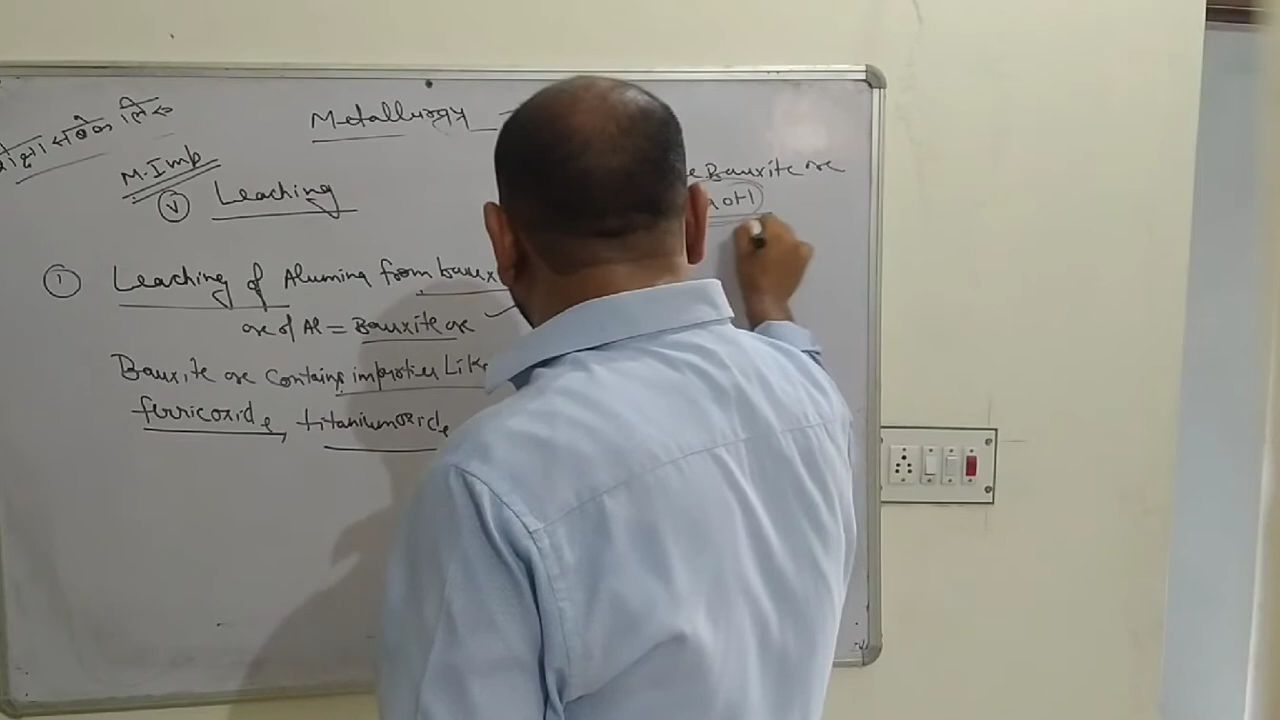 Metallurgy
M.Imp
(v) Leaching
Bauxite ore
(1) Leaching of Alumina from baux
ore of Al = Bauxite ore
Bauxite ore contains impurities Like
ferricoxide, titaniumoxide